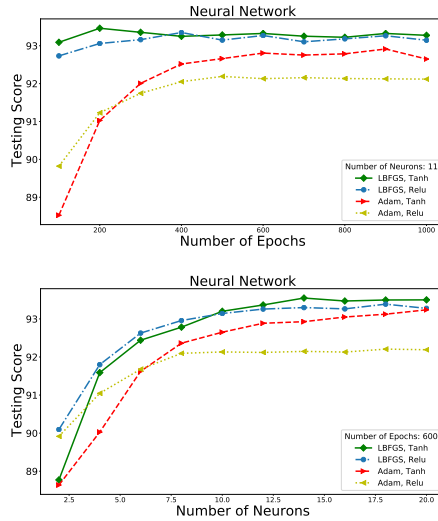 Neural Network
Testing Score
93
92
91
90
89
200
400
600
800
1000
Number of Epochs
Number of Neurons: 11
LBFGS, Tanh
LBFGS, Relu
Adam, Tanh
Adam, Relu
Neural Network
Testing Score
93
92
91
90
89
2.5
5.0
7.5
10.0
12.5
15.0
17.5
20.0
Number of Neurons
Number of Epochs: 600
LBFGS, Tanh
LBFGS, Relu
Adam, Tanh
Adam, Relu